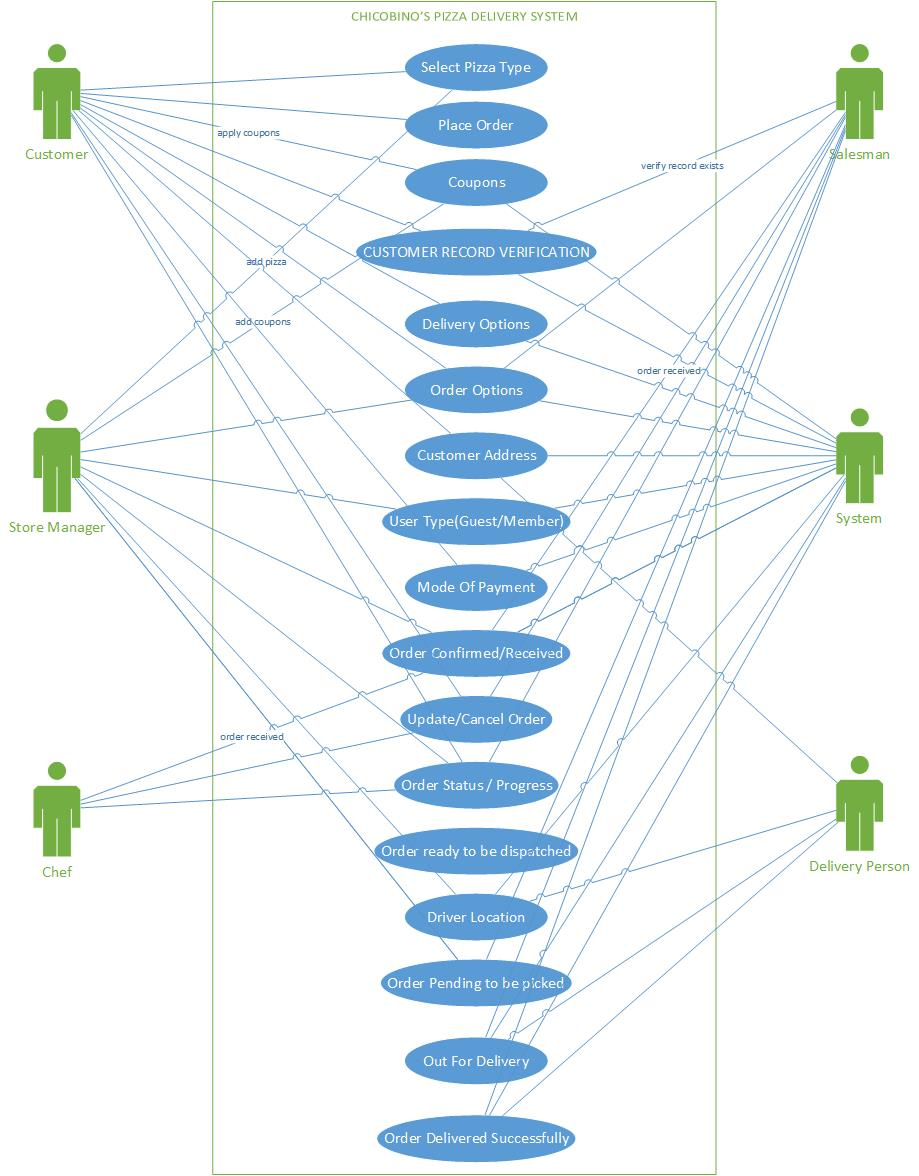 CHICOBINO'S PIZZA DELIVERY SYSTEM
Select Pizza Type
Place Order
apply coupons
Customer
Salesman
verify record exists
Coupons
CUSTOMER RECORD VERIFICATION
add pizza
add coupons
Delivery Options
order received
Order Options
Customer Address
Store Manager
User Type(Guest/Member)
System
Mode Of Payment
Order Confirmed/Received
Update/Cancel Order
order received
Order Status / Progress
Order ready to be dispatched
Chef
Delivery Person
Driver Location
Order Pending to be picked
Out For Delivery
Order Delivered Successfully